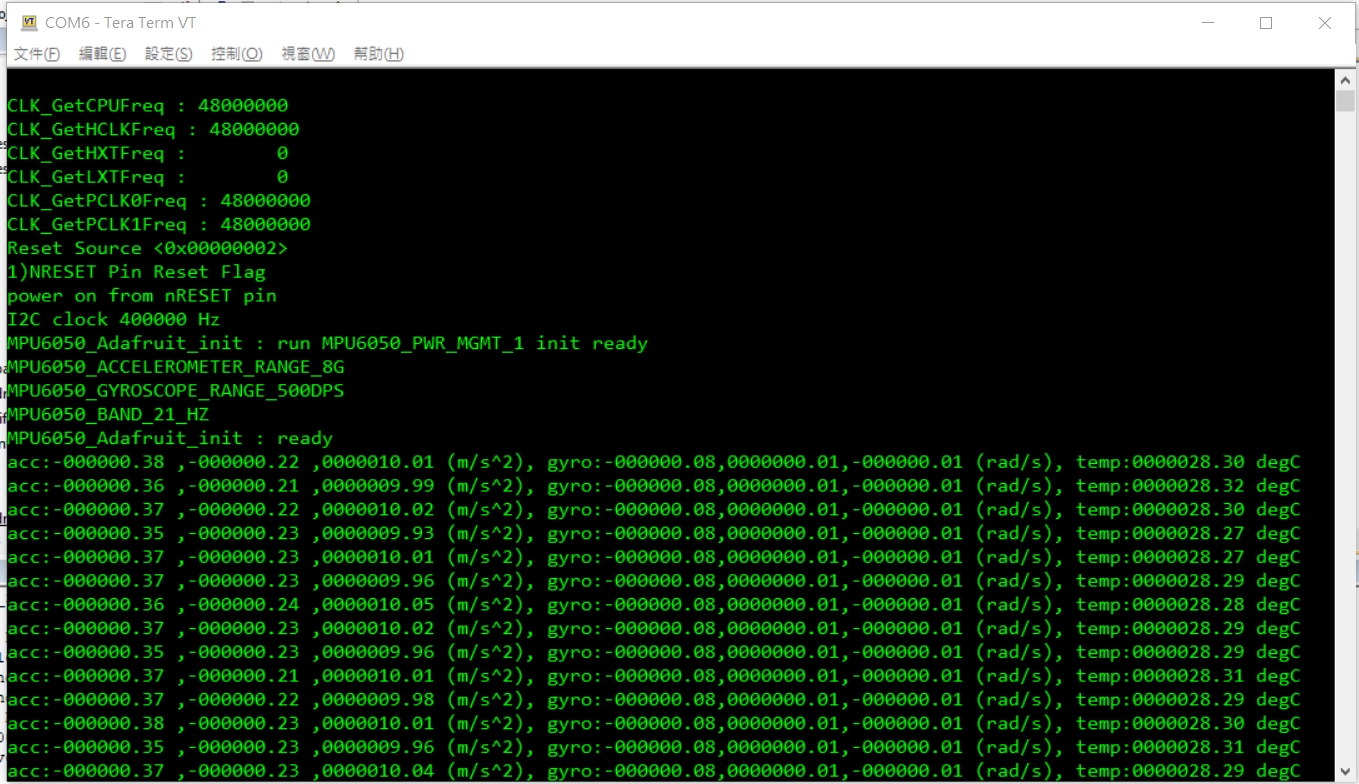 COM6 - Tera Term VT
文件(F) 編輯(E) 設定(S) 控制(O) 視窗(W) 幫助(H)
CLK_GetCPUFreq : 48000000
CLK_GetHCLKFreq : 48000000
CLK_GetHXTFreq :        0
CLK_GetLXTFreq :        0
CLK_GetPCLK0Freq : 48000000
CLK_GetPCLK1Freq : 48000000
Reset Source <0x00000002>
1)NRESET Pin Reset Flag
power on from nRESET pin
I2C clock 400000 Hz
MPU6050_Adafruit_init : run MPU6050_PWR_MGMT_1 init ready
MPU6050_ACCELEROMETER_RANGE_8G
MPU6050_GYROSCOPE_RANGE_500DPS
MPU6050_BAND_21_HZ
MPU6050_Adafruit_init : ready
acc:-000000.38 ,-000000.22 ,0000010.01 (m/s^2), gyro:-000000.08,0000000.01,-000000.01 (rad/s), temp:0000028.30 degC
acc:-000000.36 ,-000000.21 ,0000009.99 (m/s^2), gyro:-000000.08,0000000.01,-000000.01 (rad/s), temp:0000028.32 degC
acc:-000000.37 ,-000000.22 ,0000010.02 (m/s^2), gyro:-000000.08,0000000.01,-000000.01 (rad/s), temp:0000028.30 degC
acc:-000000.35 ,-000000.23 ,0000009.93 (m/s^2), gyro:-000000.08,0000000.01,-000000.01 (rad/s), temp:0000028.27 degC
acc:-000000.37 ,-000000.23 ,0000010.01 (m/s^2), gyro:-000000.08,0000000.01,-000000.01 (rad/s), temp:0000028.27 degC
acc:-000000.37 ,-000000.23 ,0000009.96 (m/s^2), gyro:-000000.08,0000000.01,-000000.01 (rad/s), temp:0000028.29 degC
acc:-000000.36 ,-000000.24 ,0000010.05 (m/s^2), gyro:-000000.08,0000000.01,-000000.01 (rad/s), temp:0000028.28 degC
acc:-000000.37 ,-000000.23 ,0000010.02 (m/s^2), gyro:-000000.08,0000000.01,-000000.01 (rad/s), temp:0000028.29 degC
acc:-000000.35 ,-000000.23 ,0000009.96 (m/s^2), gyro:-000000.08,0000000.01,-000000.01 (rad/s), temp:0000028.29 degC
acc:-000000.37 ,-000000.21 ,0000010.01 (m/s^2), gyro:-000000.08,0000000.01,-000000.01 (rad/s), temp:0000028.31 degC
acc:-000000.37 ,-000000.22 ,0000009.98 (m/s^2), gyro:-000000.08,0000000.01,-000000.01 (rad/s), temp:0000028.29 degC
acc:-000000.38 ,-000000.23 ,0000010.01 (m/s^2), gyro:-000000.08,0000000.01,-000000.01 (rad/s), temp:0000028.30 degC
acc:-000000.35 ,-000000.23 ,0000009.96 (m/s^2), gyro:-000000.08,0000000.01,-000000.01 (rad/s), temp:0000028.31 degC
acc:-000000.37 ,-000000.23 ,0000010.04 (m/s^2), gyro:-000000.08,0000000.01,-000000.01 (rad/s), temp:0000028.29 degC